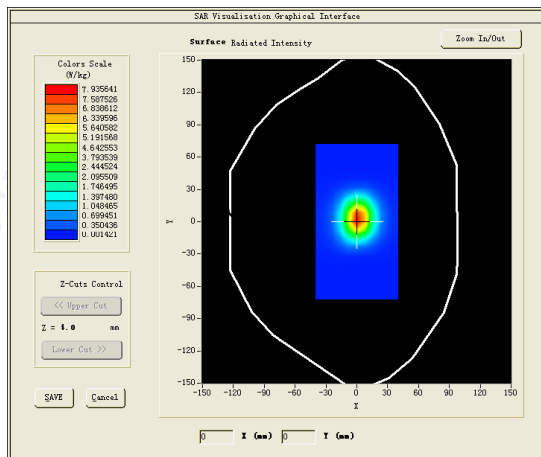 SAR Visualisation Graphical Interface
Surface Radiated Intensity
Zoom In/Out
Colors Scale
(W/kg)
7.935641
7.587526
6.838612
6.339596
5.640582
5.191568
4.642553
3.793539
2.444524
2.095509
1.746495
1.397480
1.048465
0.699451
0.350436
0.001421
150
120
90
60
30
0
-30
-60
-90
-120
-150
Y
-150 -120 -90 -60 -30 0 30 60 90 120 150
X
Z-Cuts Control
<< Upper Cut
Z = 4.0 mm
Lower Cut >>
SAVE
Cancel
0 X (mm) 0 Y (mm)